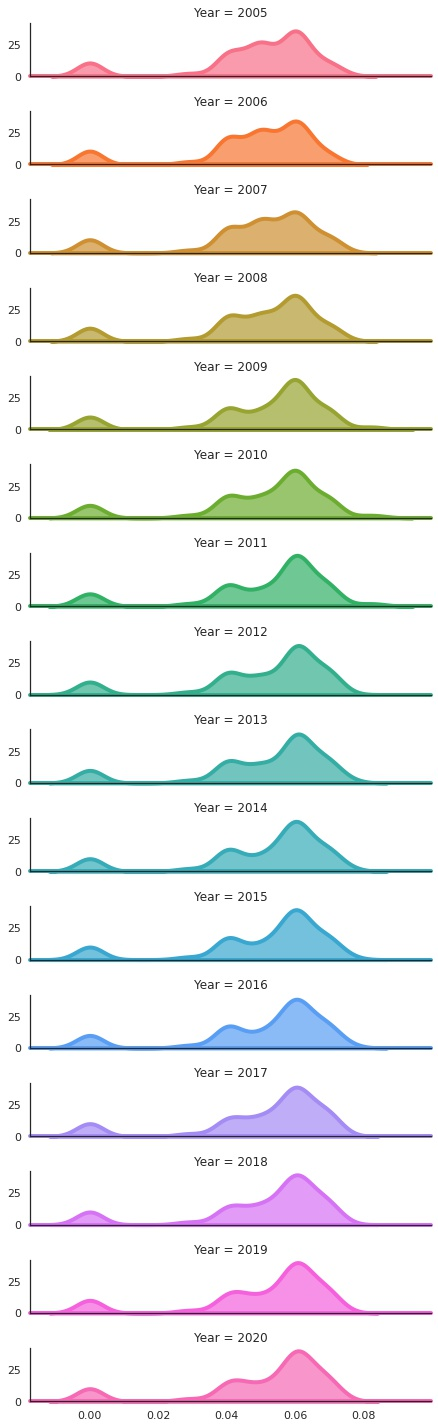 Year = 2005
25
0
Year = 2006
25
0
Year = 2007
25
0
Year = 2008
25
0
Year = 2009
25
0
Year = 2010
25
0
Year = 2011
25
0
Year = 2012
25
0
Year = 2013
25
0
Year = 2014
25
0
Year = 2015
25
0
Year = 2016
25
0
Year = 2017
25
0
Year = 2018
25
0
Year = 2019
25
0
Year = 2020
25
0
0.00 0.02 0.04 0.06 0.08